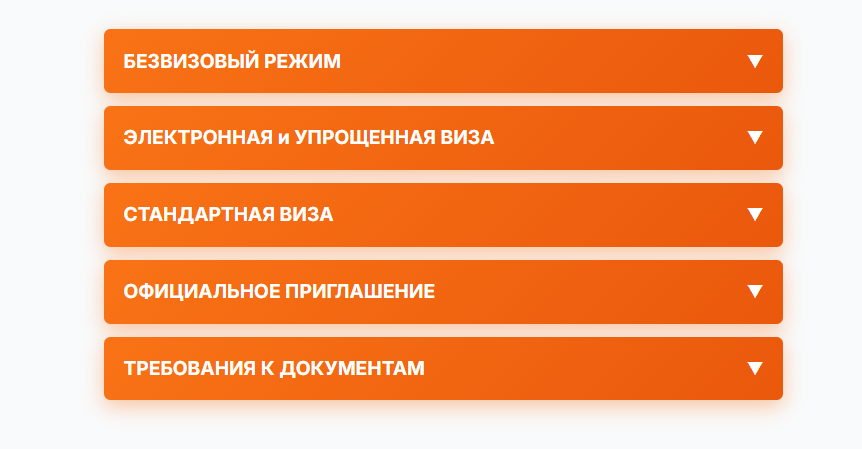 БЕЗВИЗОВЫЙ РЕЖИМ ▼
ЭЛЕКТРОННАЯ и УПРОЩЕННАЯ ВИЗА ▼
СТАНДАРТНАЯ ВИЗА ▼
ОФИЦИАЛЬНОЕ ПРИГЛАШЕНИЕ ▼
ТРЕБОВАНИЯ К ДОКУМЕНТАМ ▼